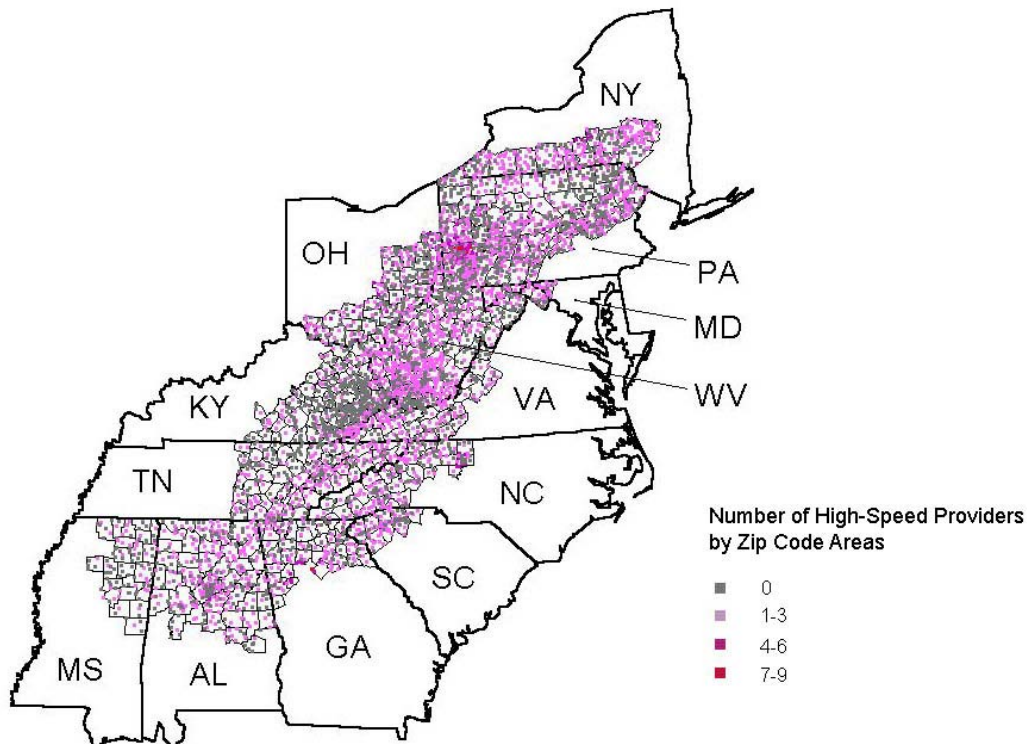 NY
OH
PA
MD
WV
KY
VA
TN
NC
SC
MS
AL
GA
Number of High-Speed Providers
by Zip Code Areas
0
1-3
4-6
7-9